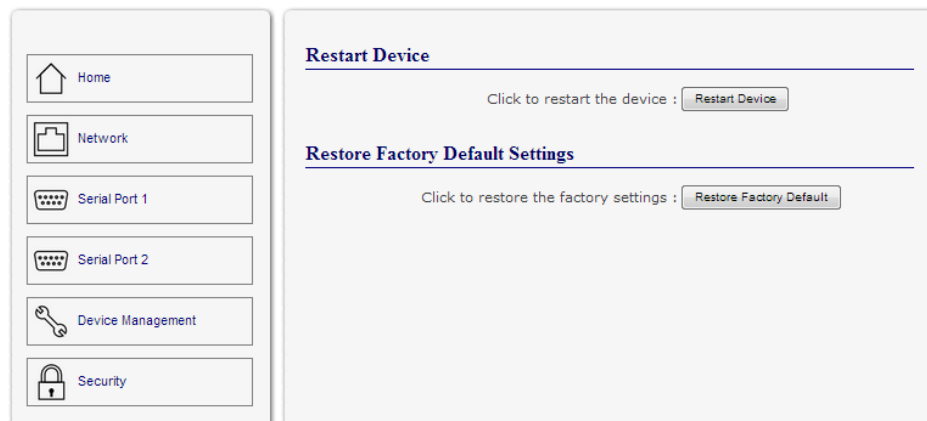 Home
Network
Serial Port 1
Serial Port 2
Device Management
Security
Restart Device
Click to restart the device : Restart Device
Restore Factory Default Settings
Click to restore the factory settings : Restore Factory Default